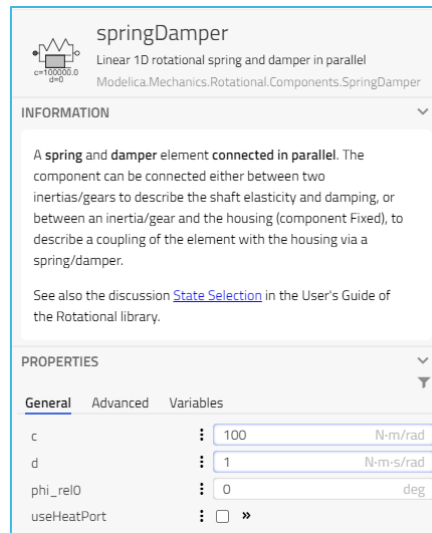 springDamper
Linear 1D rotational spring and damper in parallel
Modelica.Mechanics.Rotational.Components.SpringDamper
c=100000.0
d=0
INFORMATION
A spring and damper element connected in parallel. The
component can be connected either between two
inertias/gears to describe the shaft elasticity and damping, or
between an inertia/gear and the housing (component Fixed), to
describe a coupling of the element with the housing via a
spring/damper.
See also the discussion State Selection in the User's Guide of
the Rotational library.
PROPERTIES
General Advanced Variables
c 100 N·m/rad
d 1 N·m·s/rad
phi_rel0 0 deg
useHeatPort »